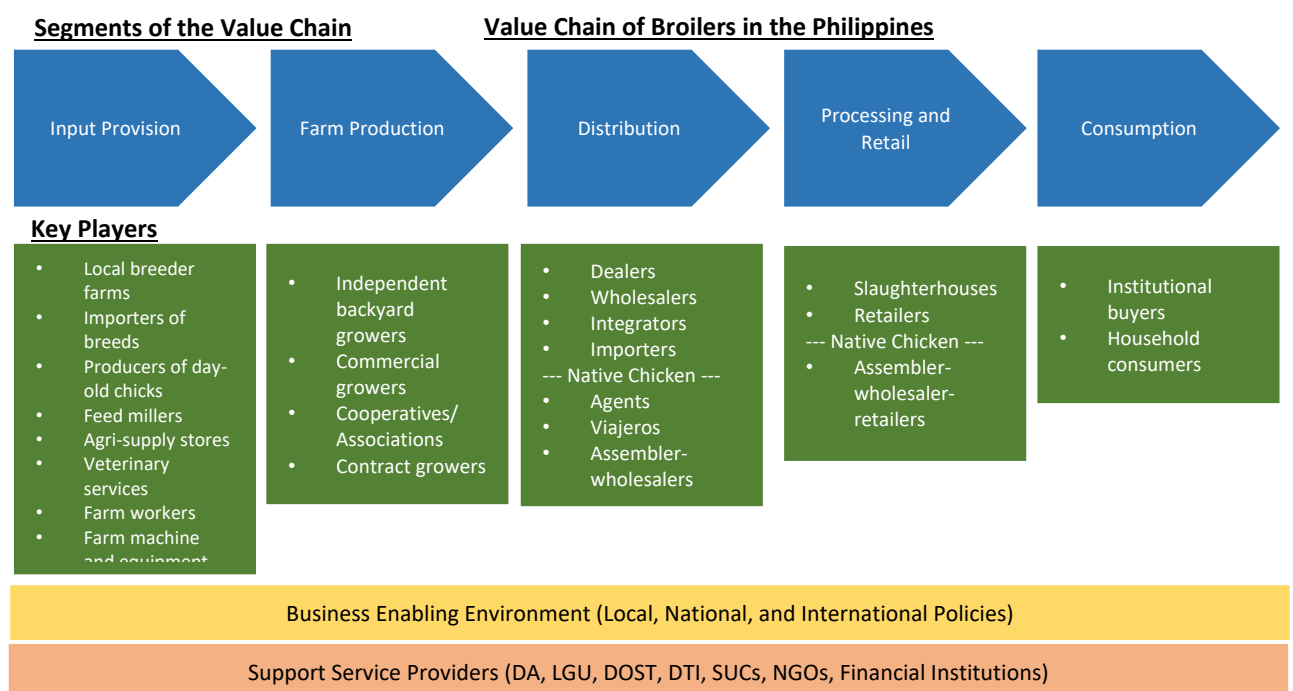 Segments of the Value Chain
Value Chain of Broilers in the Philippines
Input Provision
Farm Production
Distribution
Processing and
Retail
Consumption
Key Players
• Local breeder
farms
• Importers of
breeds
• Producers of day-
old chicks
• Feed millers
• Agri-supply stores
• Veterinary
services
• Farm workers
• Farm machine
and equipment
• Independent
backyard
growers
• Commercial
growers
• Cooperatives/
Associations
• Contract growers
• Dealers
• Wholesalers
• Integrators
• Importers
--- Native Chicken ---
• Agents
• Viajeros
• Assembler-
wholesalers
• Slaughterhouses
• Retailers
--- Native Chicken ---
• Assembler-
wholesaler-
retailers
• Institutional
buyers
• Household
consumers
Business Enabling Environment (Local, National, and International Policies)
Support Service Providers (DA, LGU, DOST, DTI, SUCs, NGOs, Financial Institutions)